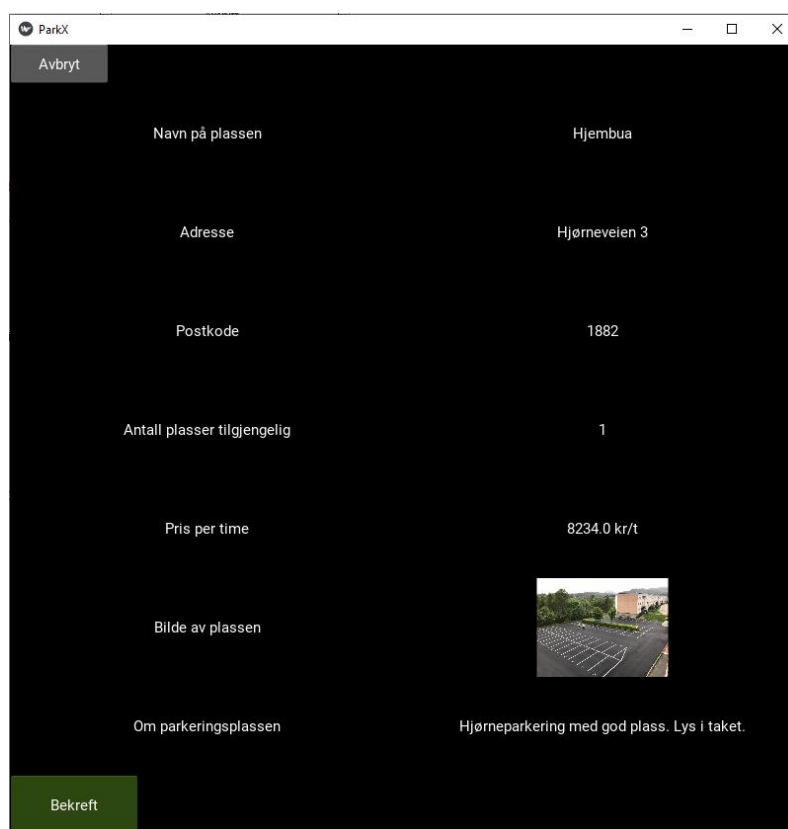 ParkX
Avbryt
Navn på plassen Hjembua
Adresse Hjørneveien 3
Postkode 1882
Antall plasser tilgjengelig 1
Pris per time 8234.0 kr/t
Bilde av plassen
Om parkeringsplassen Hjørneparkering med god plass. Lys i taket.
Bekreft